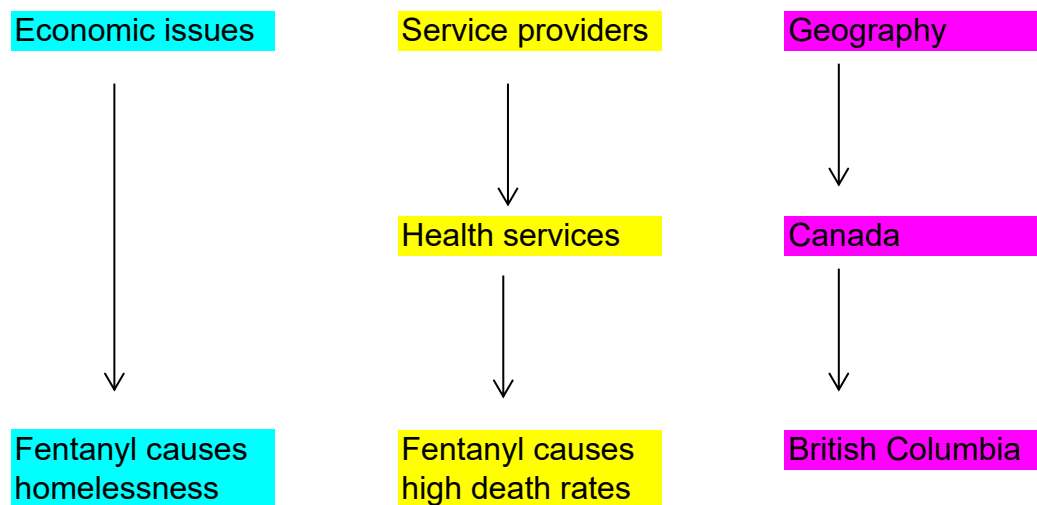 Economic issues
Service providers
Geography
Health services
Canada
Fentanyl causes
homelessness
Fentanyl causes
high death rates
British Columbia